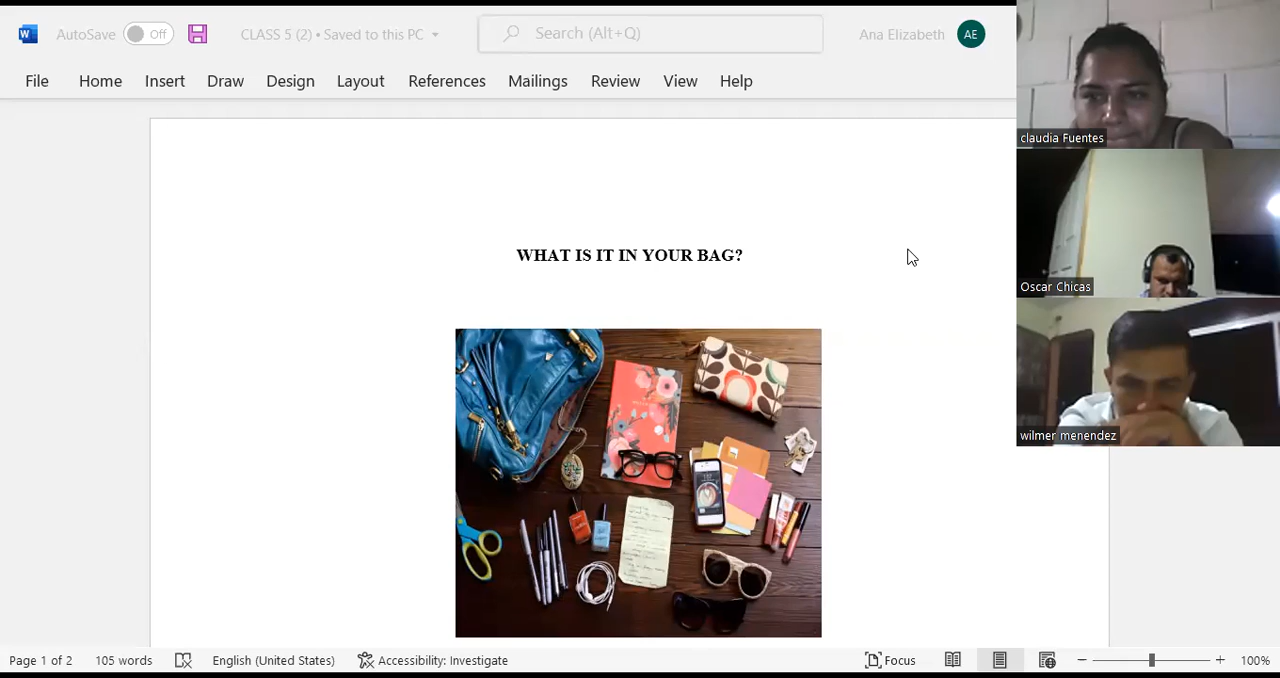 W AutoSave Off CLASS 5 (2) • Saved to this PC Search (Alt+Q) Ana Elizabeth AE
File Home Insert Draw Design Layout References Mailings Review View Help
claudia Fuentes
WHAT IS IT IN YOUR BAG?
Oscar Chicas
wilmer menendez
Page 1 of 2 105 words English (United States) Accessibility: Investigate Focus 100%